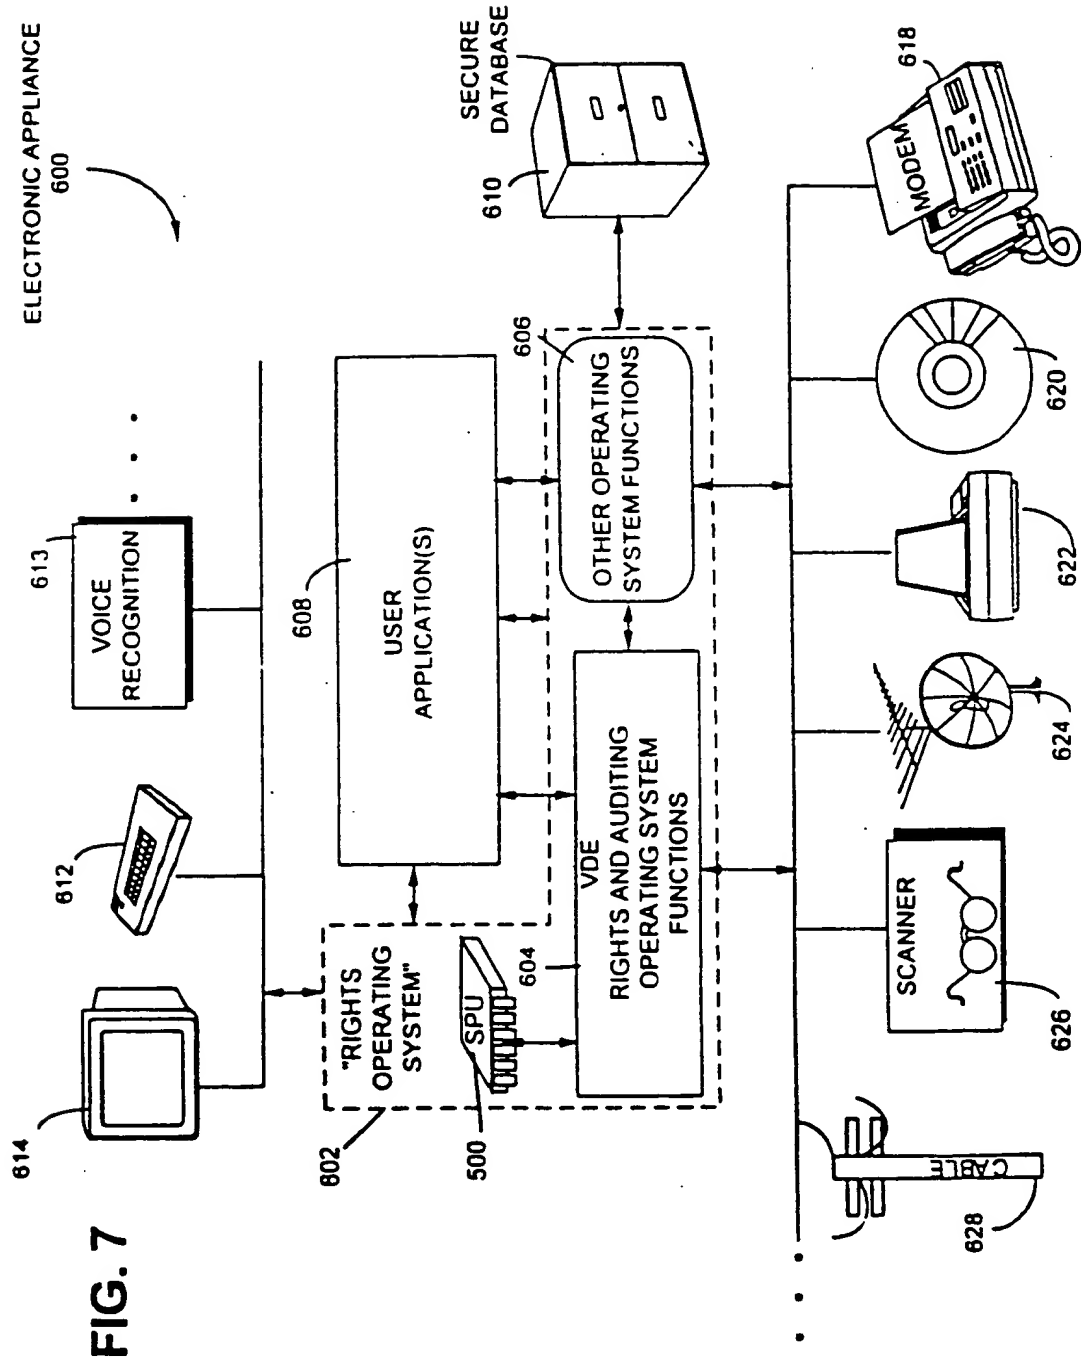 FIG. 7
ELECTRONIC APPLIANCE
600
614
612
613
VOICE
RECOGNITION
602
"RIGHTS
OPERATING
SYSTEM"
608
USER
APPLICATION(S)
500
SPU
604
VDE
RIGHTS AND AUDITING
OPERATING SYSTEM
FUNCTIONS
606
OTHER OPERATING
SYSTEM FUNCTIONS
610
SECURE
DATABASE
628
CABLE
626
SCANNER
624
622
620
618
MODEM